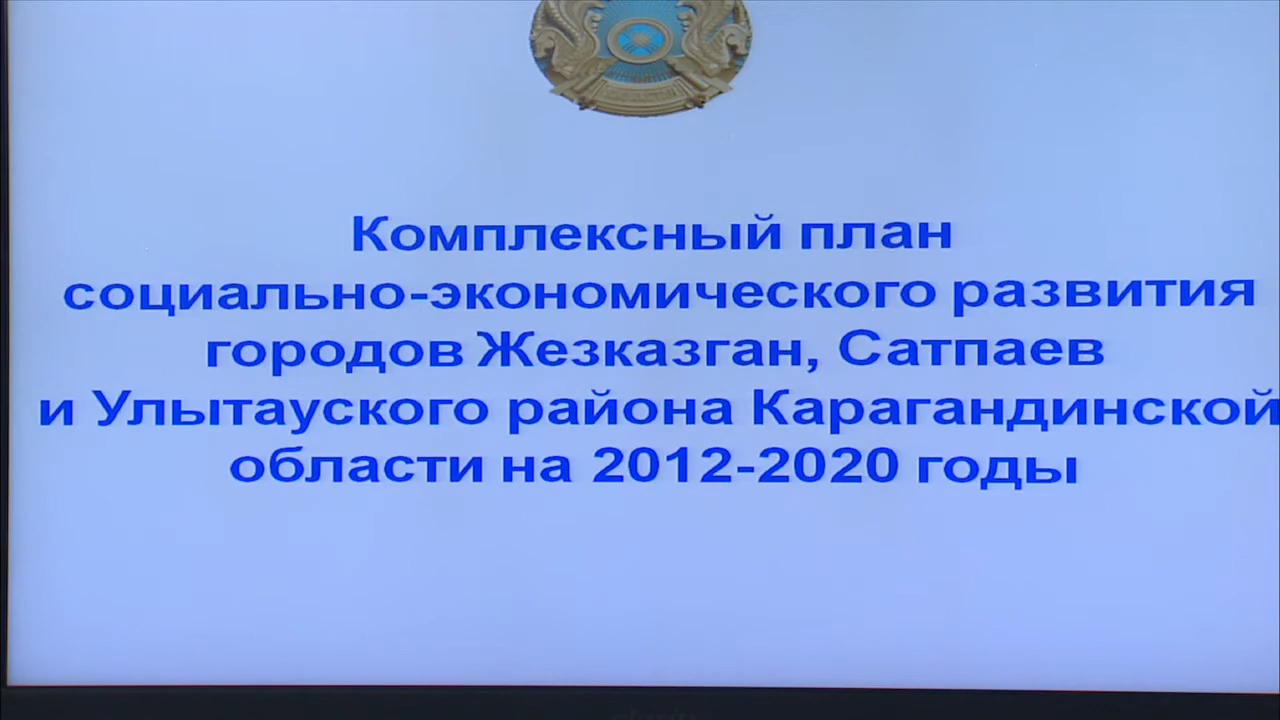 Комплексный план
социально-экономического развития
городов Жезказган, Сатпаев
и Улытауского района Карагандинской
области на 2012-2020 годы